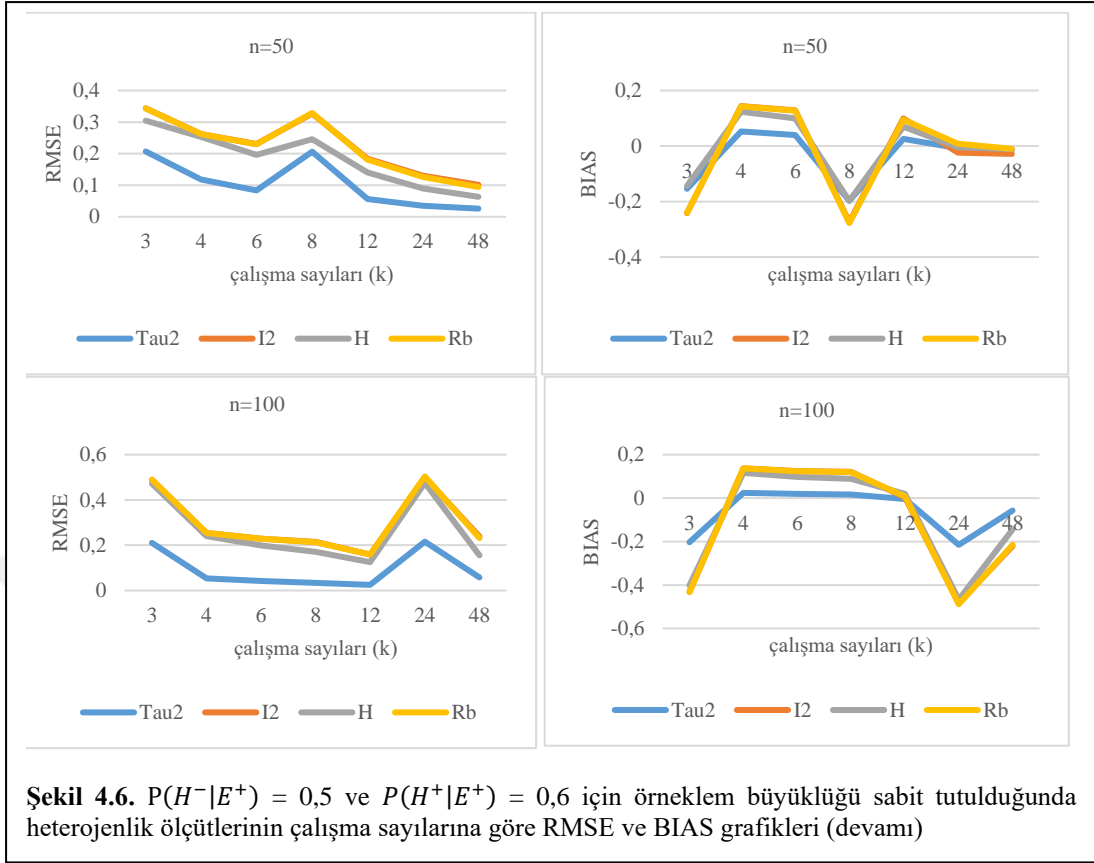 n=50
0,4
0,3
0,2
0,1
0
RMSE
3 4 6 8 12 24 48
çalışma sayıları (k)
Tau2 I2 H Rb
n=50
0,2
0
-0,2
-0,4
BIAS
3 4 6 8 12 24 48
çalışma sayıları (k)
Tau2 I2 H Rb
n=100
0,6
0,4
0,2
0
RMSE
3 4 6 8 12 24 48
çalışma sayıları (k)
Tau2 I2 H Rb
n=100
0,2
0
-0,2
-0,4
-0,6
BIAS
3 4 6 8 12 24 48
çalışma sayıları (k)
Tau2 I2 H Rb
Şekil 4.6. P(H⁻|E⁺) = 0,5 ve P(H⁺|E⁺) = 0,6 için örneklem büyüklüğü sabit tutulduğunda
heterojenlik ölçütlerinin çalışma sayılarına göre RMSE ve BIAS grafikleri (devamı)